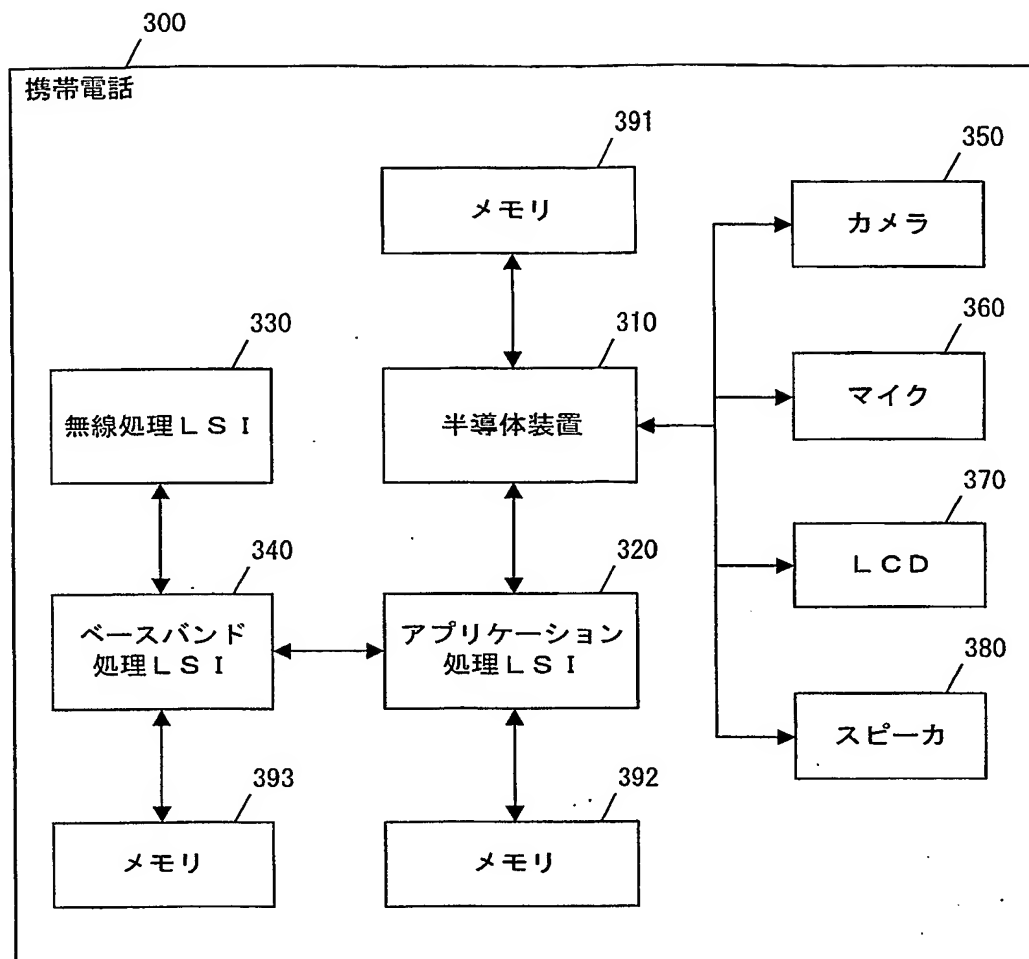 300
携帯電話
391
メモリ
350
カメラ
330
無線処理LSI
310
半導体装置
360
マイク
340
ベースバンド
処理LSI
320
アプリケーション
処理LSI
370
LCD
380
スピーカ
393
メモリ
392
メモリ